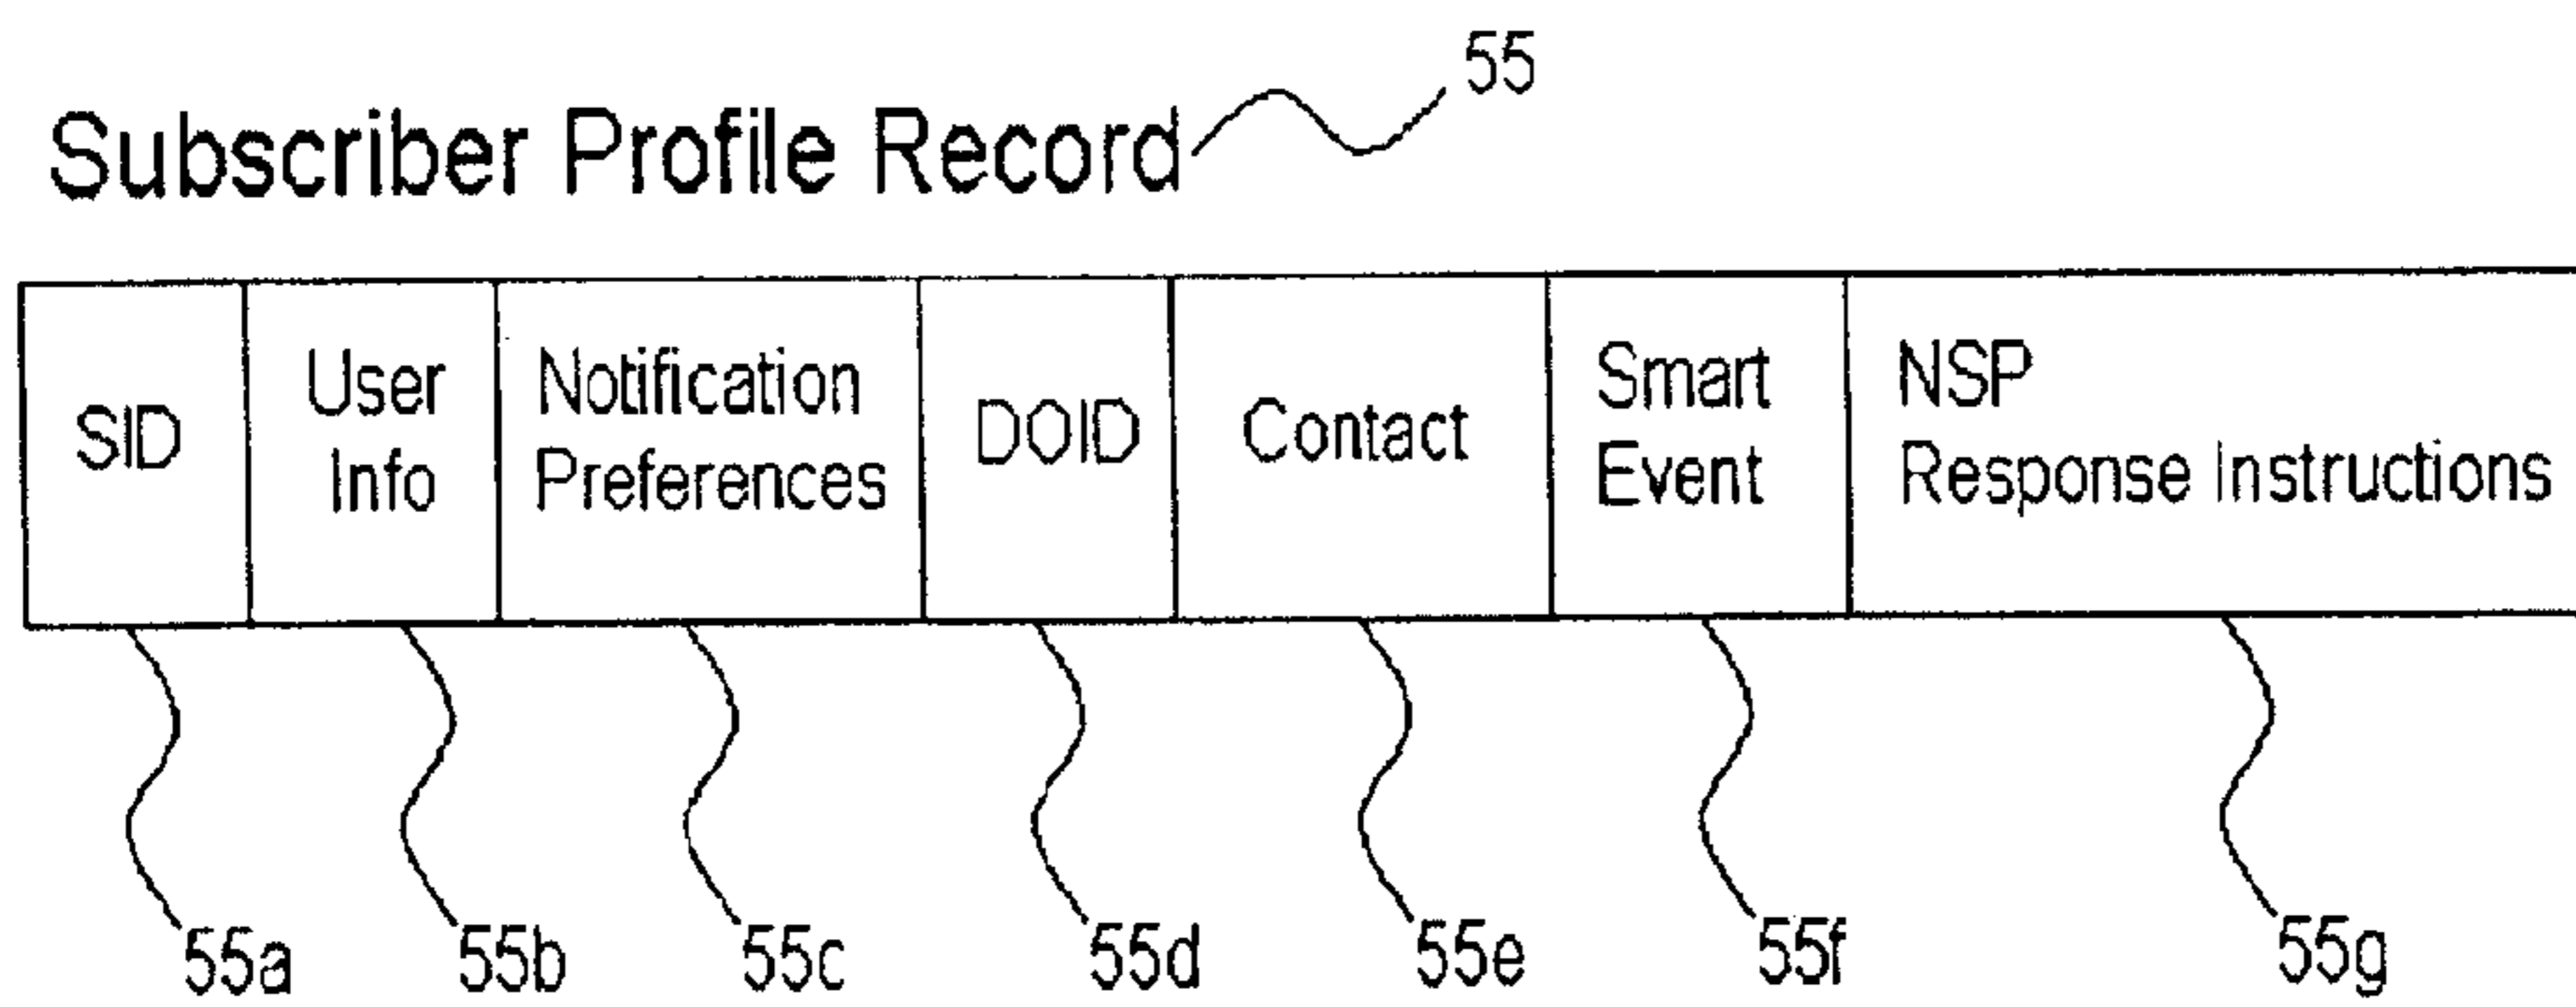 55
Subscriber Profile Record
SID
User
Info
Notification
Preferences
DOID
Contact
Smart
Event
NSP
Response Instructions
55a
55b
55c
55d
55e
55f
55g